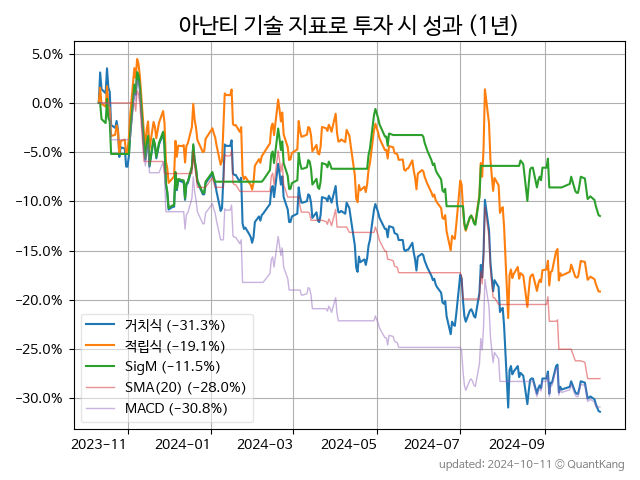 아난티 기술 지표로 투자 시 성과 (1년)
5.0%
0.0%
−5.0%
−10.0%
−15.0%
−20.0%
−25.0%
−30.0%
거치식 (−31.3%)
적립식 (−19.1%)
SigM (−11.5%)
SMA(20) (−28.0%)
MACD (−30.8%)
2023−11 2024−01 2024−03 2024−05 2024−07 2024−09
updated: 2024-10-11 © QuantKang